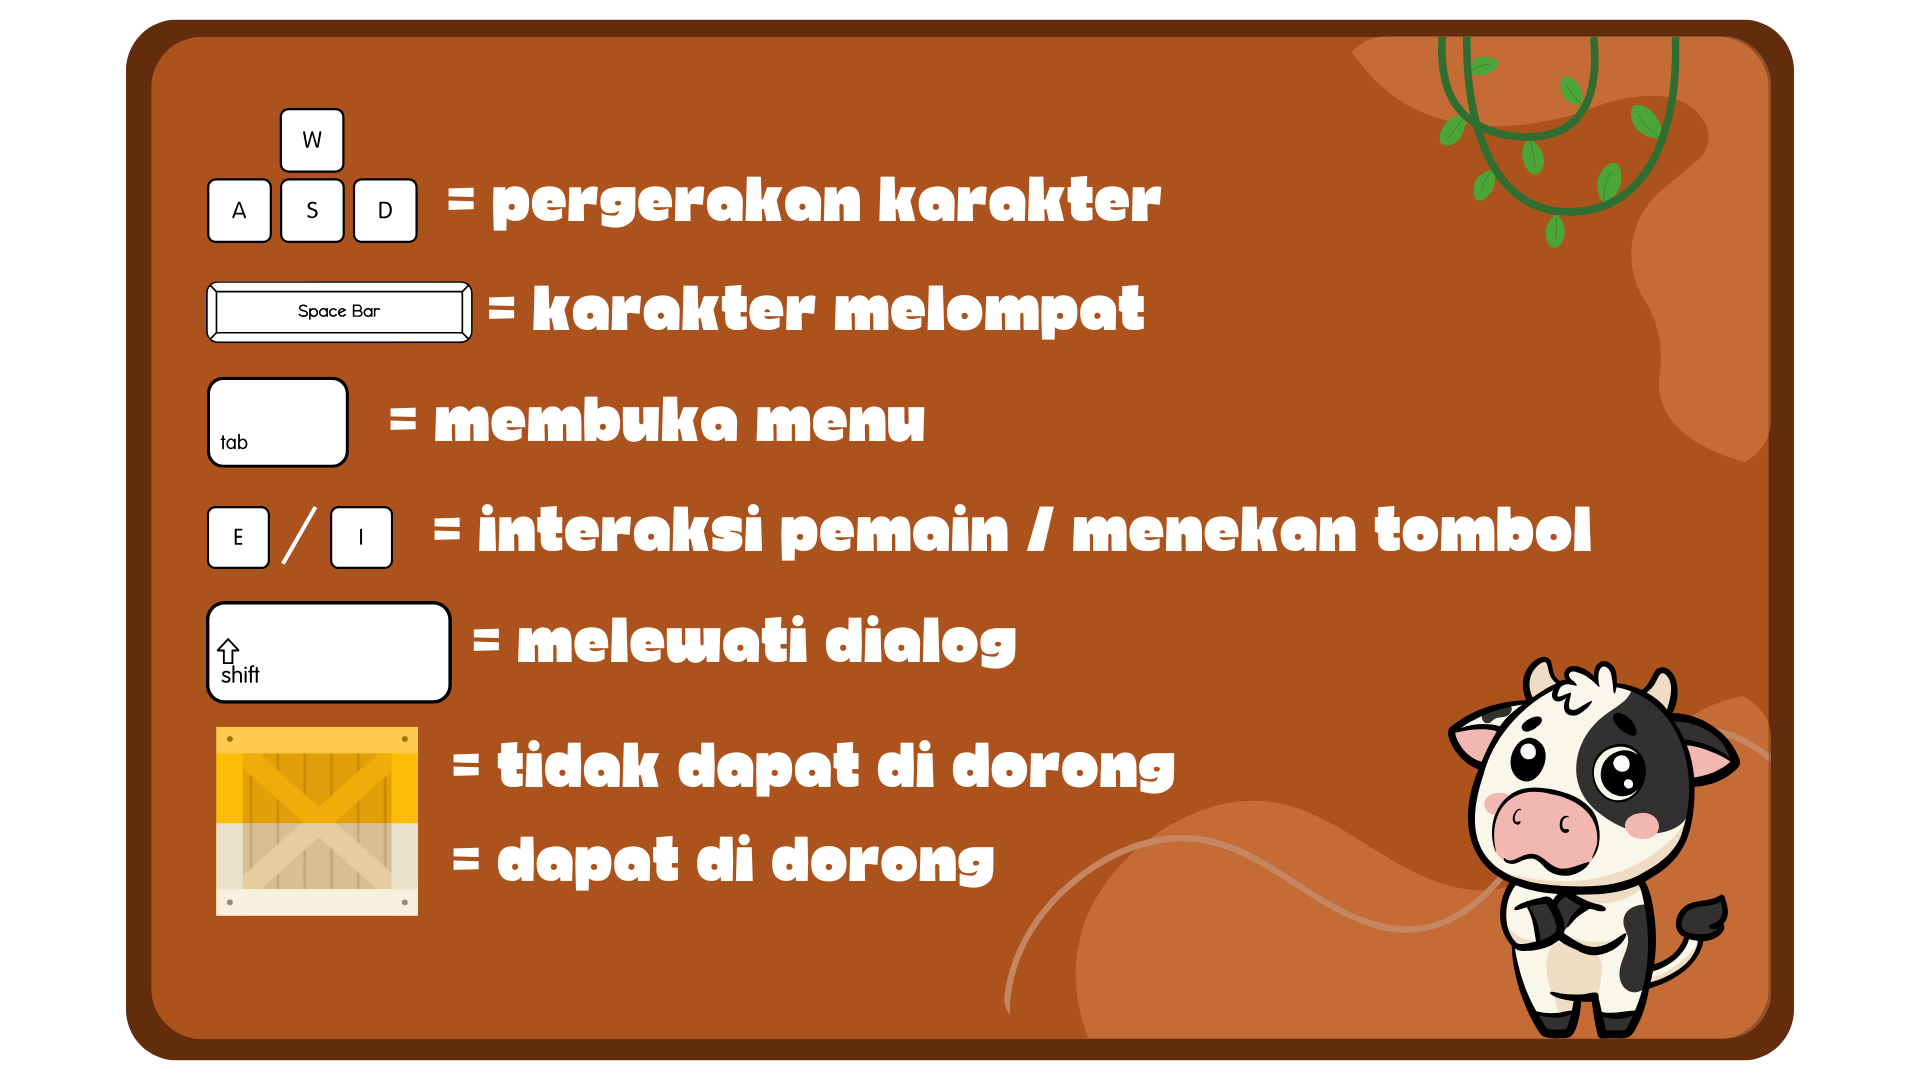 W
A S D = pergerakan karakter
Space Bar = karakter melompat
tab = membuka menu
E / I = interaksi pemain / menekan tombol
shift = melewati dialog
= tidak dapat di dorong
= dapat di dorong